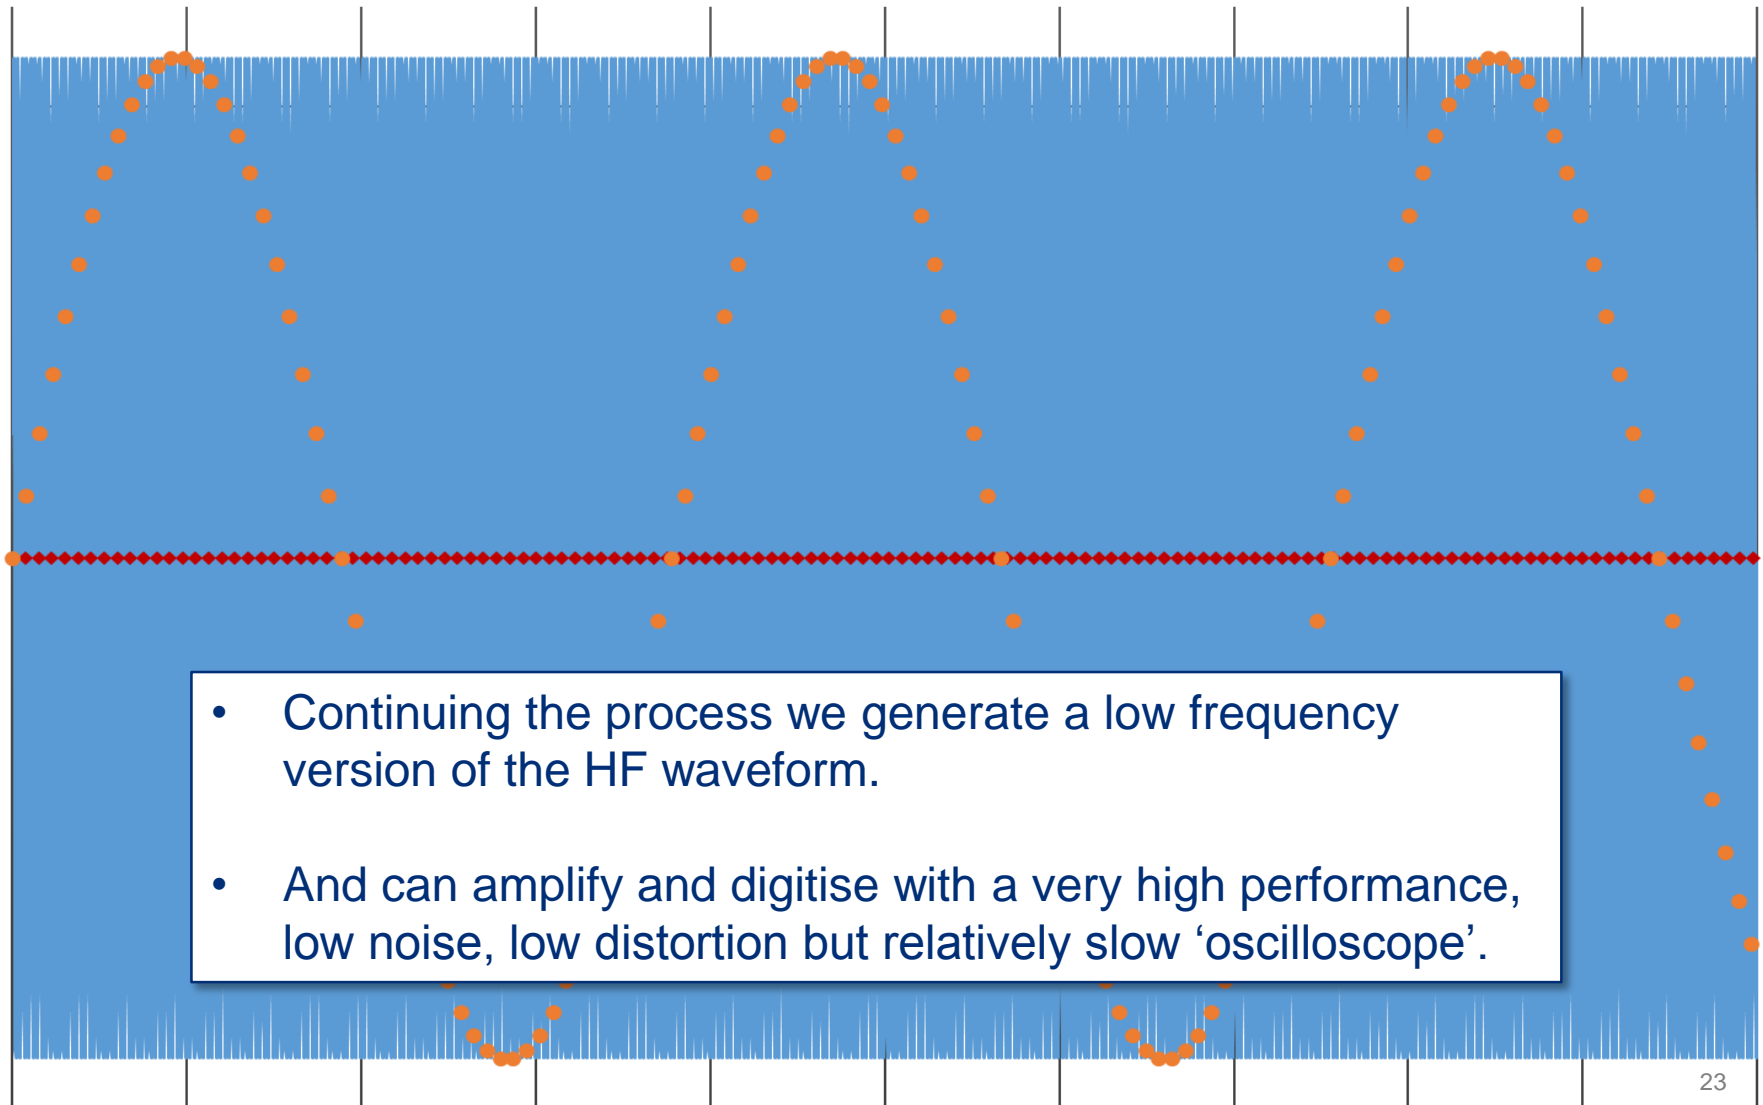 • Continuing the process we generate a low frequency
version of the HF waveform.
• And can amplify and digitise with a very high performance,
low noise, low distortion but relatively slow ‘oscilloscope’.
23